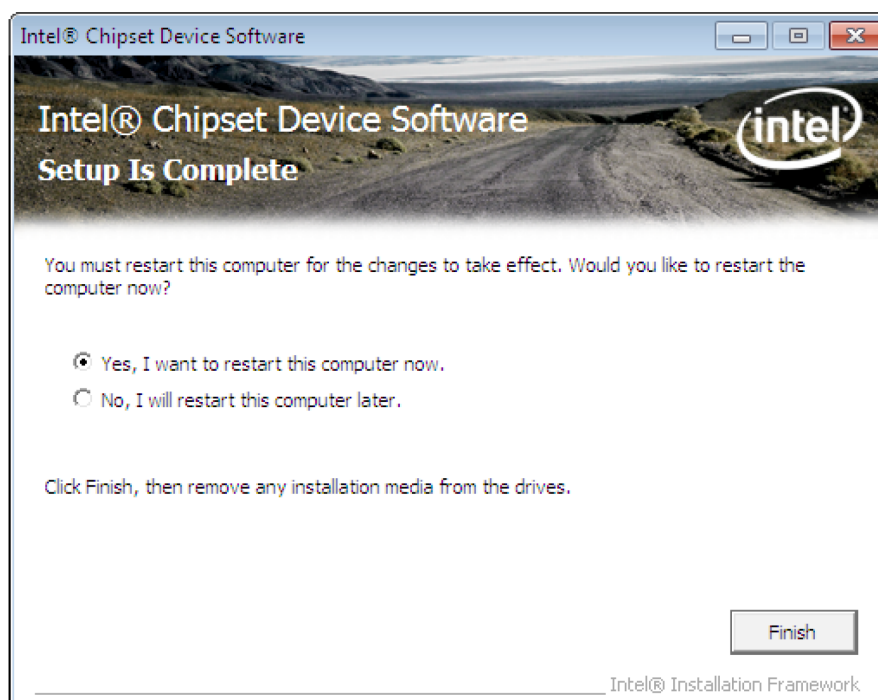 Intel® Chipset Device Software
Intel® Chipset Device Software
intel®
Setup Is Complete
You must restart this computer for the changes to take effect. Would you like to restart the
computer now?
Yes, I want to restart this computer now.
No, I will restart this computer later.
Click Finish, then remove any installation media from the drives.
Finish
Intel® Installation Framework